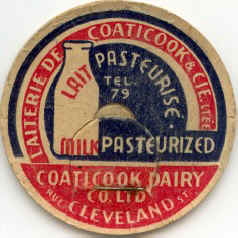 LAITERIE DE COATICOOK & CIE. LTÉE
LAIT PASTEURISÉ.
TEL.
79
MILK PASTEURIZED
COATICOOK DAIRY
CO. LTD
RUE CLEVELAND ST.